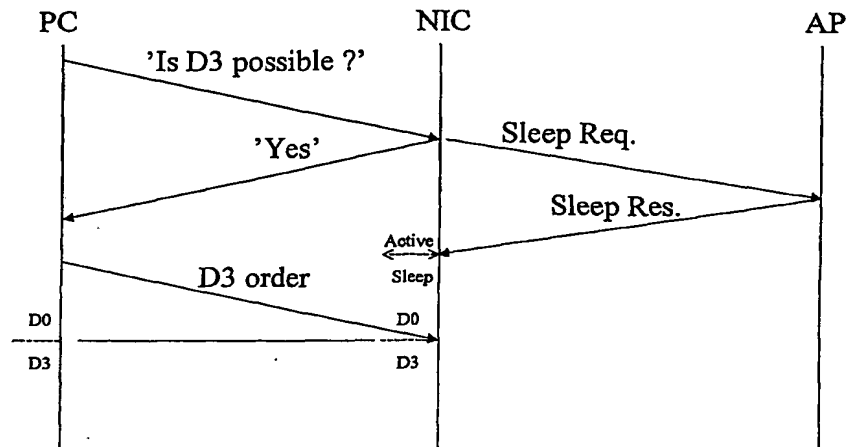 PC NIC AP
'Is D3 possible ?'
'Yes' Sleep Req.
Sleep Res.
Active
D3 order Sleep
D0 D0
D3 D3